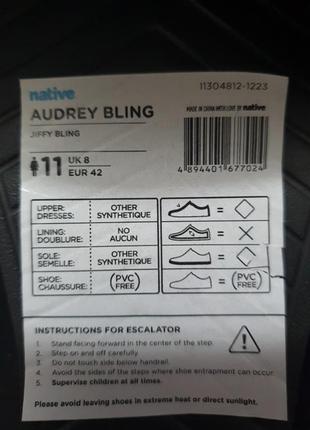 native
11304812-1223
AUDREY BLING
MADE IN CHINA WITH LOVE BY native
JIFFY BLING
11 UK 8
EUR 42
4 894401 677024
UPPER: OTHER
DRESSES: SYNTHETIQUE
LINING: NO
DOUBLURE: AUCUN
SOLE: OTHER
SEMELLE: SYNTHETIQUE
SHOE: (PVC FREE)
CHAUSSURE:
= (PVC FREE)
INSTRUCTIONS FOR ESCALATOR
1. Stand facing forward in the center of the step.
2. Step on and off carefully.
3. Do not touch side below handrail.
4. Avoid the sides of the steps where shoe entrapment can occur.
5. Supervise children at all times.
Please avoid leaving shoes in extreme heat or direct sunlight.